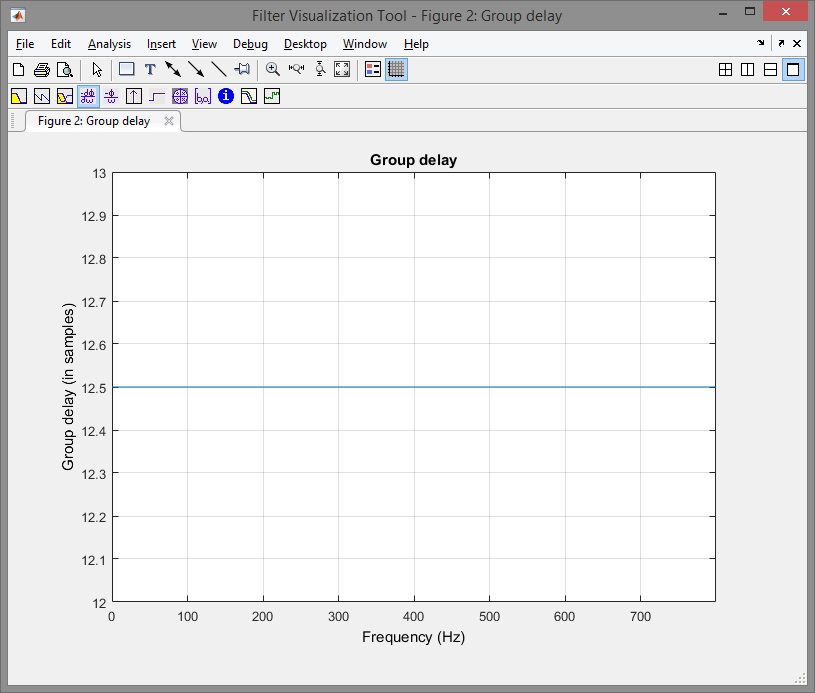 Filter Visualization Tool - Figure 2: Group delay
File Edit Analysis Insert View Debug Desktop Window Help
T
Figure 2: Group delay
Group delay
13
12.9
12.8
12.7
12.6
12.5
12.4
12.3
12.2
12.1
12
Group delay (in samples)
0 100 200 300 400 500 600 700
Frequency (Hz)